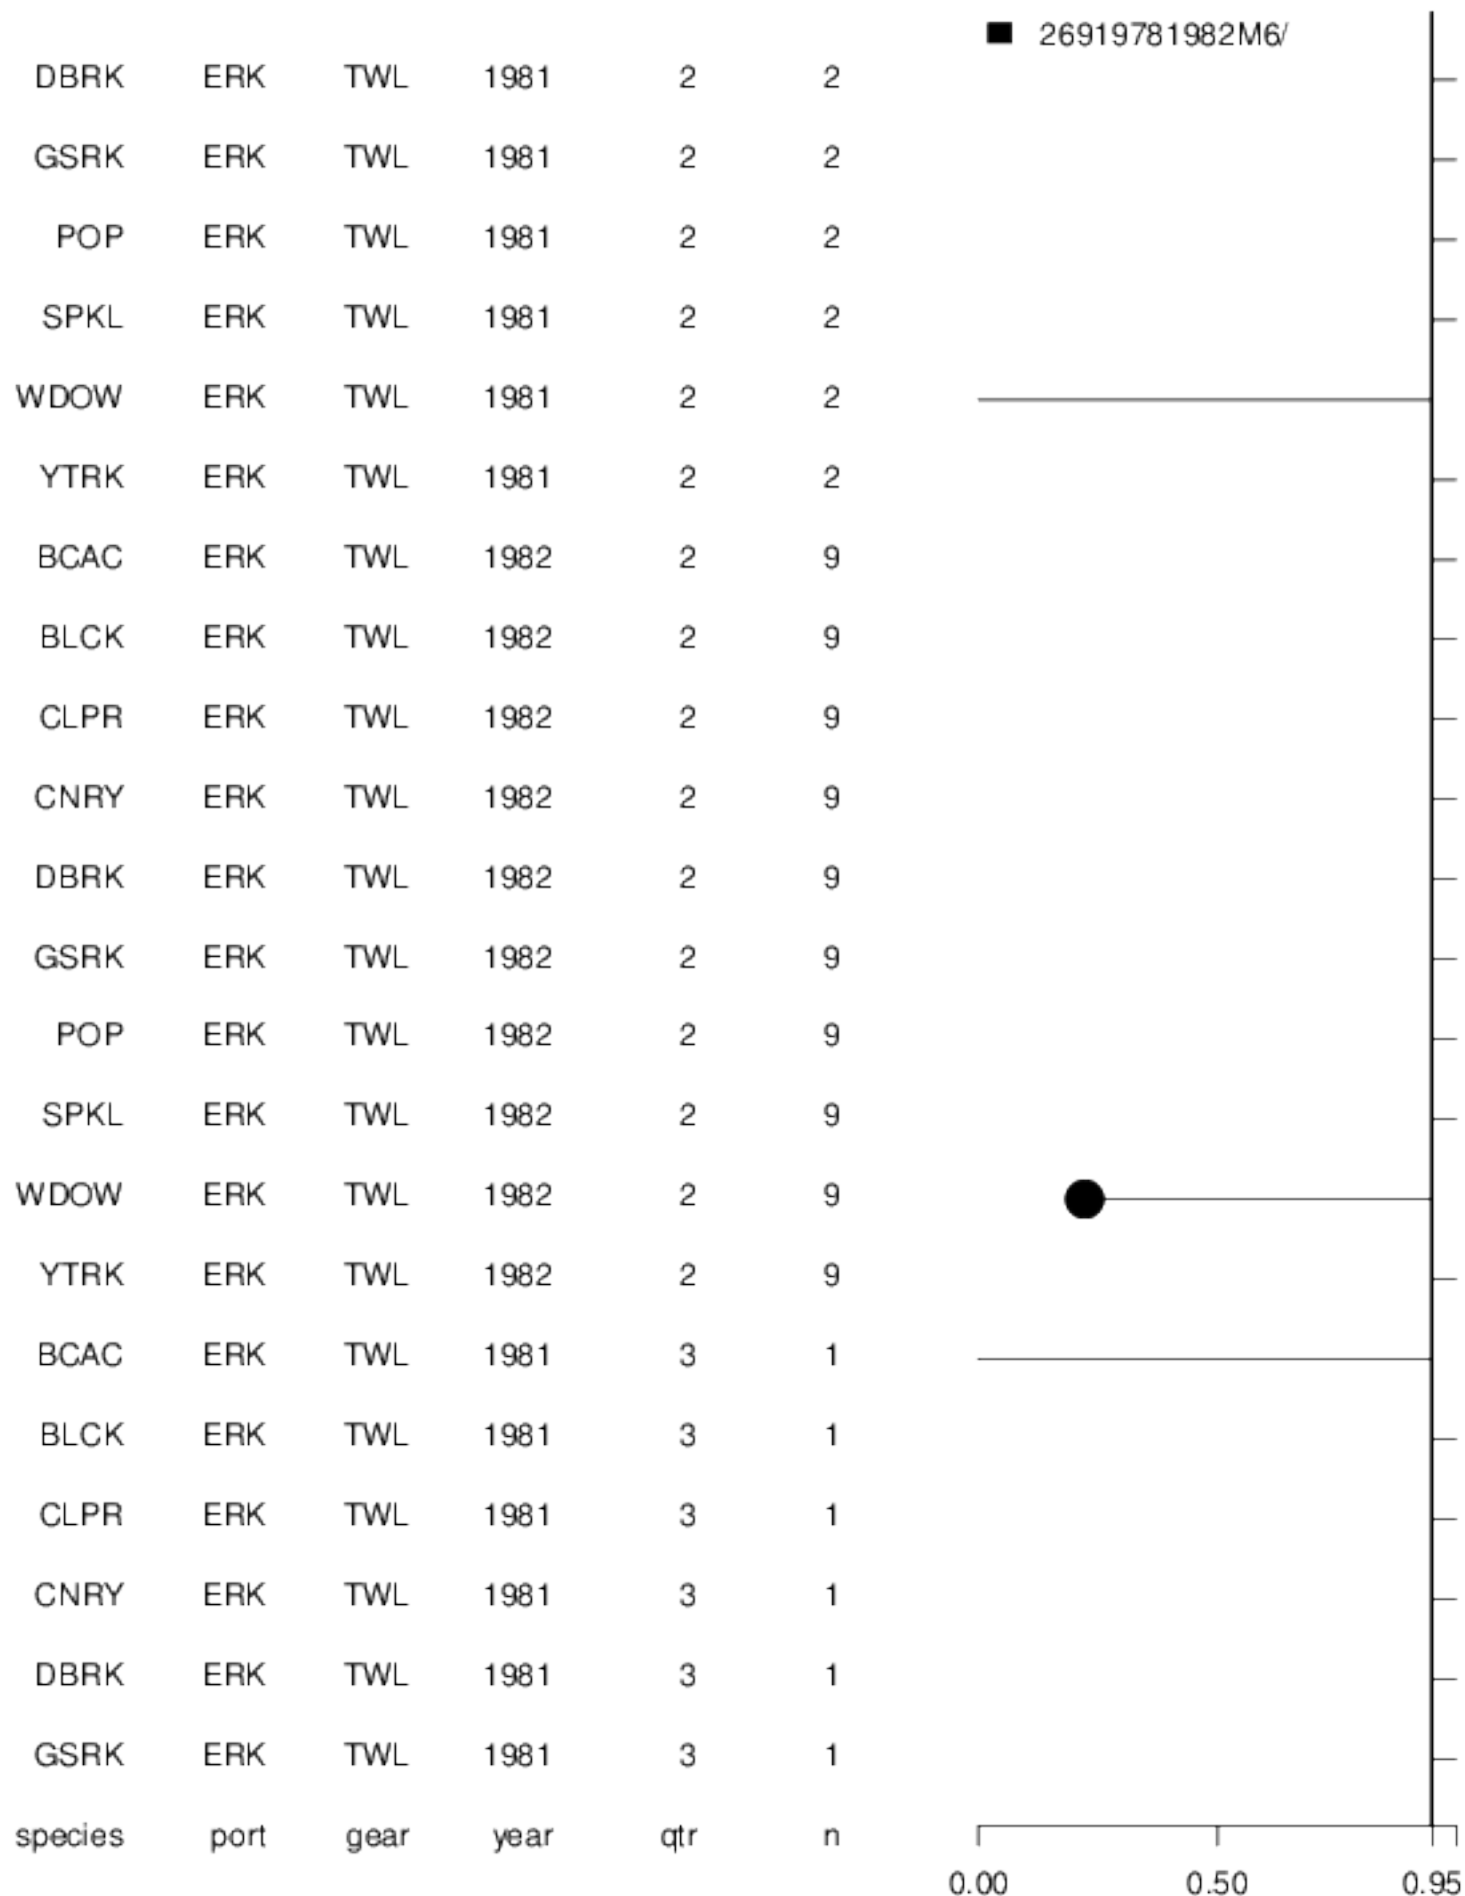 26919781982M6/
DBRK ERK TWL 1981 2 2
GSRK ERK TWL 1981 2 2
POP ERK TWL 1981 2 2
SPKL ERK TWL 1981 2 2
WDOW ERK TWL 1981 2 2
YTRK ERK TWL 1981 2 2
BCAC ERK TWL 1982 2 9
BLCK ERK TWL 1982 2 9
CLPR ERK TWL 1982 2 9
CNRY ERK TWL 1982 2 9
DBRK ERK TWL 1982 2 9
GSRK ERK TWL 1982 2 9
POP ERK TWL 1982 2 9
SPKL ERK TWL 1982 2 9
WDOW ERK TWL 1982 2 9
YTRK ERK TWL 1982 2 9
BCAC ERK TWL 1981 3 1
BLCK ERK TWL 1981 3 1
CLPR ERK TWL 1981 3 1
CNRY ERK TWL 1981 3 1
DBRK ERK TWL 1981 3 1
GSRK ERK TWL 1981 3 1
species port gear year qtr n
0.00 0.50 0.95